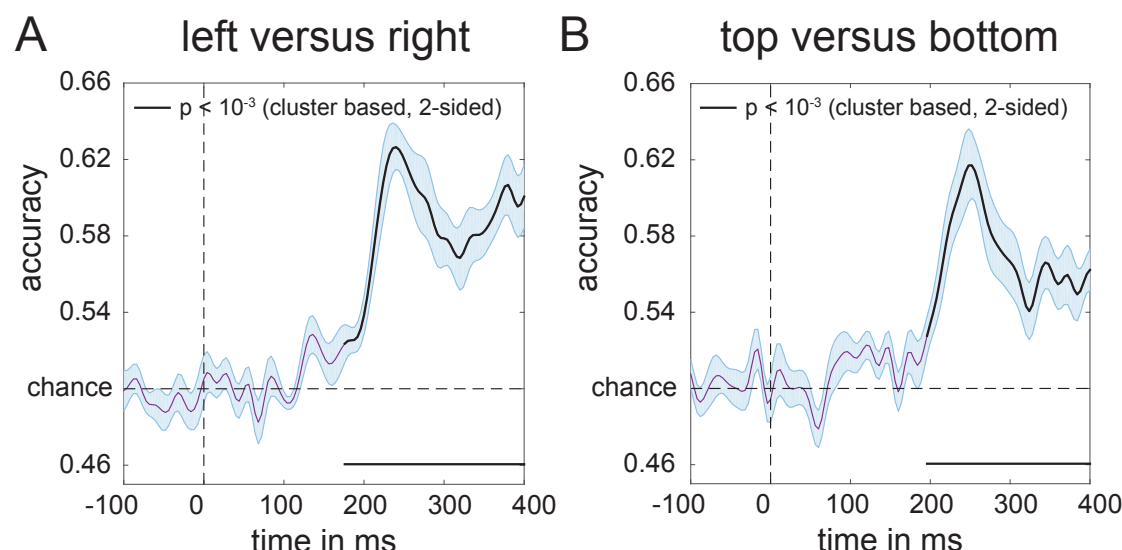 A left versus right
0.66
p < 10-3 (cluster based, 2-sided)
0.62
0.58
0.54
chance
0.46
accuracy
-100 0 100 200 300 400
time in ms
B top versus bottom
0.66
p < 10-3 (cluster based, 2-sided)
0.62
0.58
0.54
chance
0.46
accuracy
-100 0 100 200 300 400
time in ms